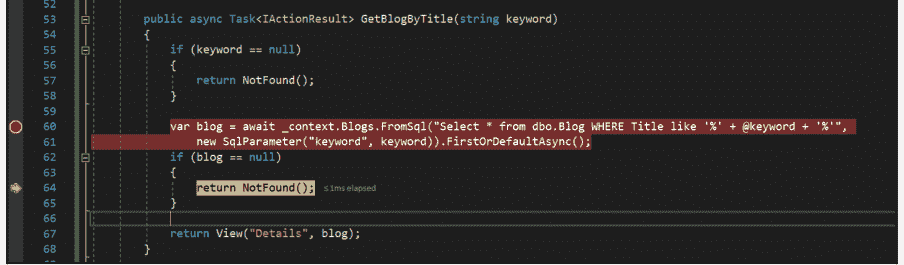 52
53 public async Task<IActionResult> GetBlogByTitle(string keyword)
54 {
55 if (keyword == null)
56 {
57 return NotFound();
58 }
59
60 var blog = await _context.Blogs.FromSql("Select * from dbo.Blog WHERE Title like '%' + @keyword + '%'",
61 new SqlParameter("keyword", keyword)).FirstOrDefaultAsync();
62 if (blog == null)
63 {
64 return NotFound(); ≤1ms elapsed
65 }
66
67 return View("Details", blog);
68 }